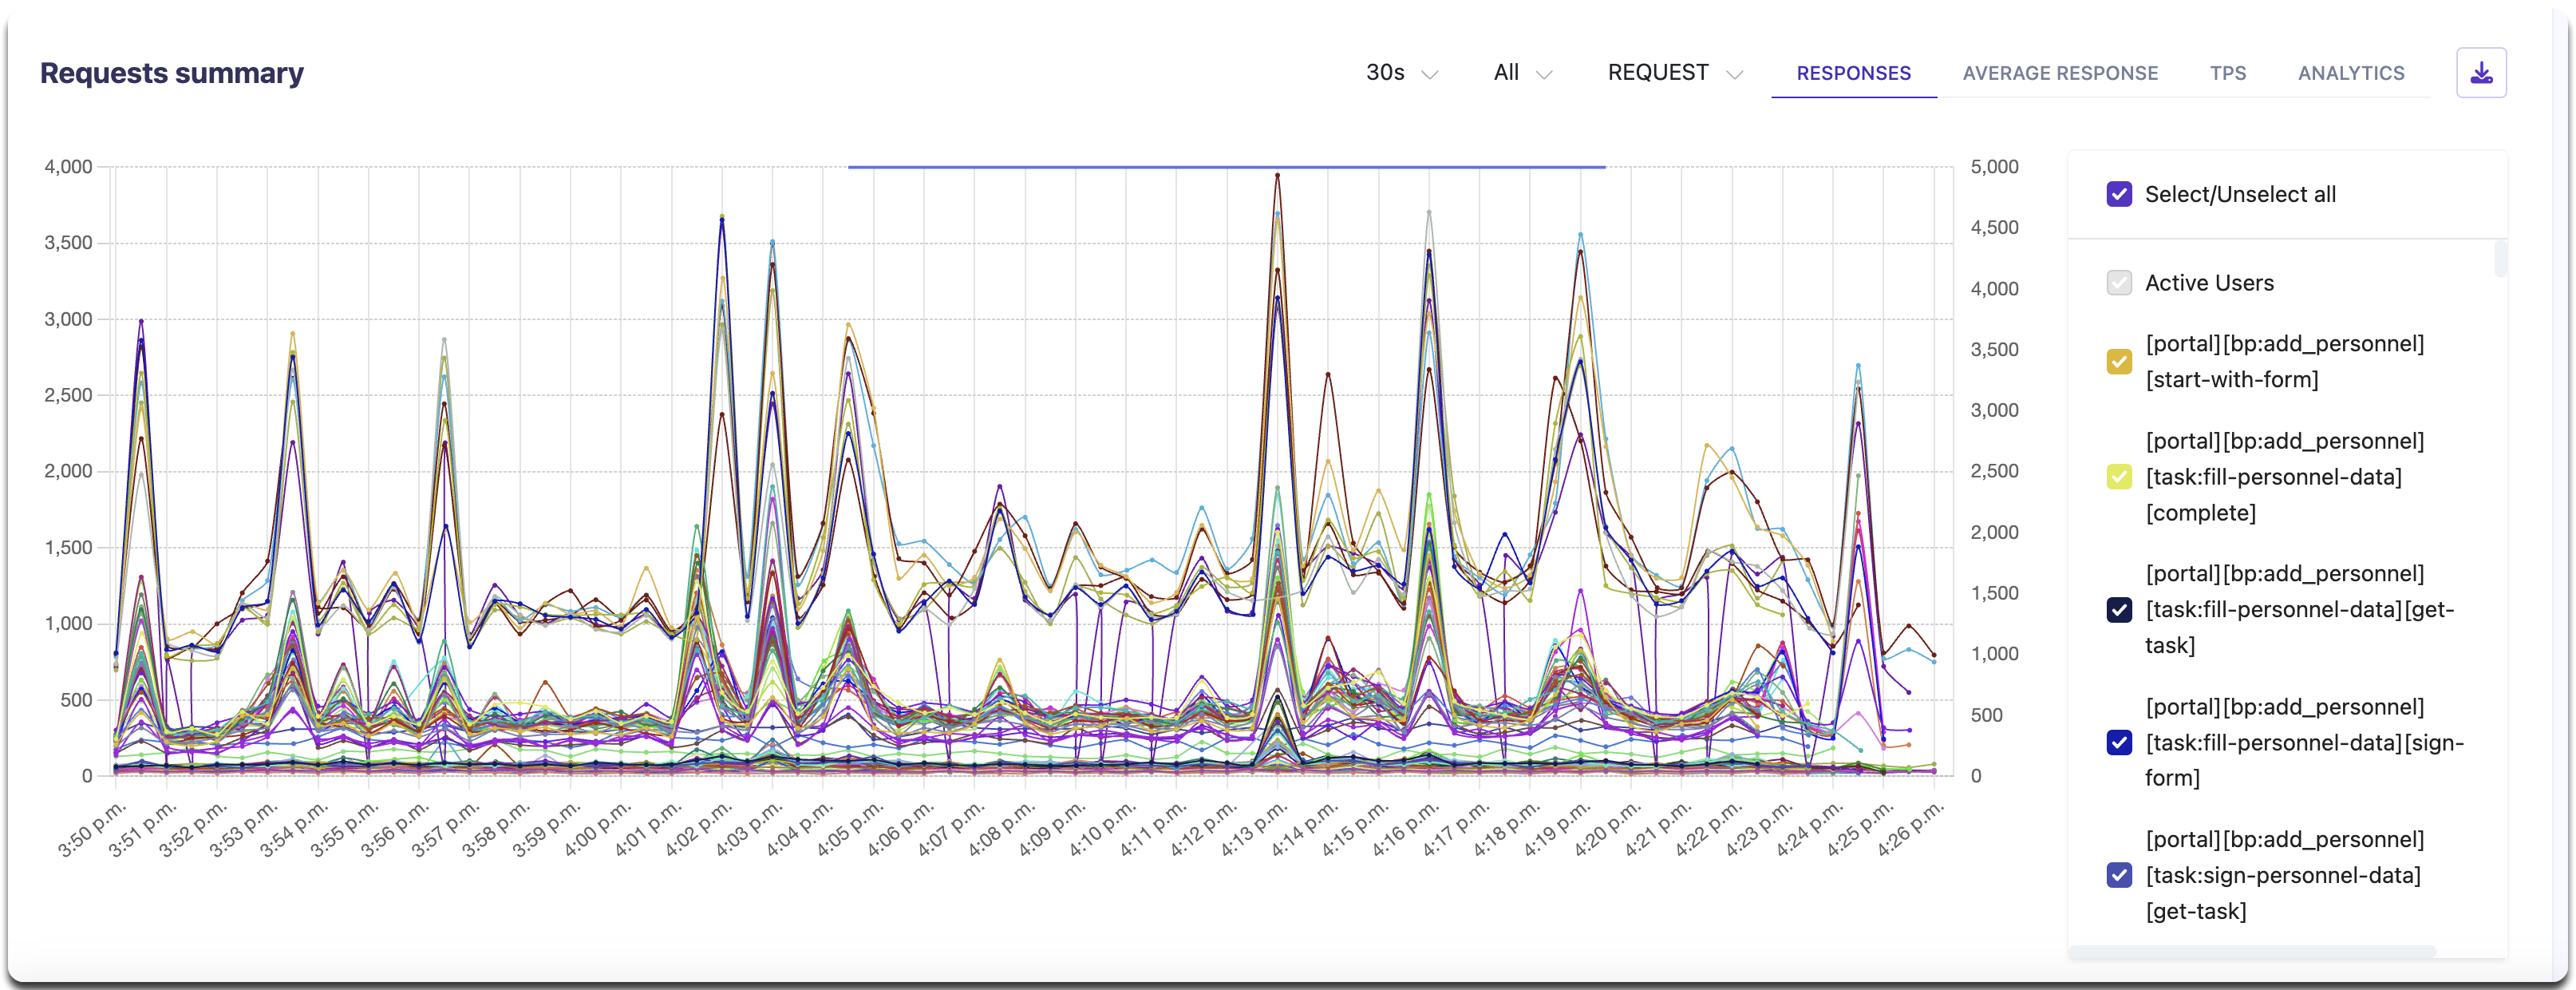 Requests summary
30s All REQUEST RESPONSES AVERAGE RESPONSE TPS ANALYTICS
4,000
3,500
3,000
2,500
2,000
1,500
1,000
500
0
5,000
4,500
4,000
3,500
3,000
2,500
2,000
1,500
1,000
500
0
3:50 p.m.
3:51 p.m.
3:52 p.m.
3:53 p.m.
3:54 p.m.
3:55 p.m.
3:56 p.m.
3:57 p.m.
3:58 p.m.
3:59 p.m.
4:00 p.m.
4:01 p.m.
4:02 p.m.
4:03 p.m.
4:04 p.m.
4:05 p.m.
4:06 p.m.
4:07 p.m.
4:08 p.m.
4:09 p.m.
4:10 p.m.
4:11 p.m.
4:12 p.m.
4:13 p.m.
4:14 p.m.
4:15 p.m.
4:16 p.m.
4:17 p.m.
4:18 p.m.
4:19 p.m.
4:20 p.m.
4:21 p.m.
4:22 p.m.
4:23 p.m.
4:24 p.m.
4:25 p.m.
4:26 p.m.
Select/Unselect all
Active Users
[portal][bp:add_personnel]
[start-with-form]
[portal][bp:add_personnel]
[task:fill-personnel-data]
[complete]
[portal][bp:add_personnel]
[task:fill-personnel-data][get-
task]
[portal][bp:add_personnel]
[task:fill-personnel-data][sign-
form]
[portal][bp:add_personnel]
[task:sign-personnel-data]
[get-task]